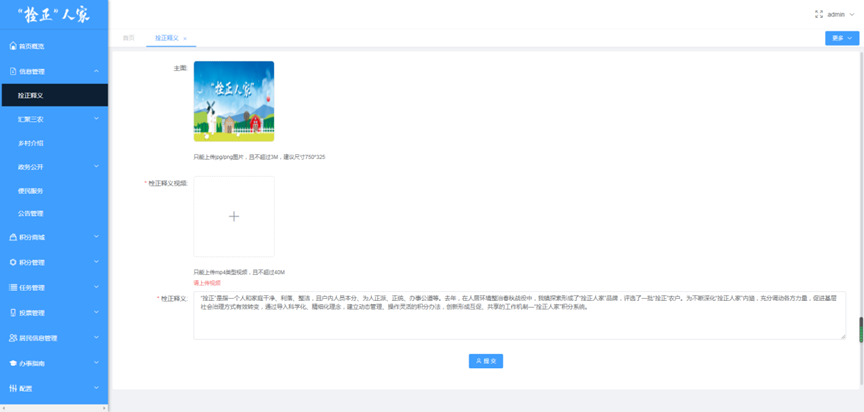 “拴正”人家
admin
首页概览
首页
拴正释义 ×
更多
信息管理
拴正释义
汇聚三农
乡村介绍
政务公开
便民服务
公告管理
积分商城
积分管理
任务管理
投票管理
居民信息管理
办事指南
配置
主图:
“拴正”人家
只能上传jpg/png图片，且不超过3M，建议尺寸750*325
* 拴正释义视频:
只能上传mp4类型视频，且不超过40M
请上传视频
* 拴正释义:
“拴正”是指一个人和家庭干净、利落、整洁，且户内人员本分、为人正派、正统、办事公道等。去年，在人居环境整治春秋战役中，我镇探索形成了“拴正人家”品牌，评选了一批“拴正”农户。为不断深化“拴正人家”内涵，充分调动各方力量，促进基层
社会治理方式有效转变，通过导入科学化、精细化理念，建立动态管理、操作灵活的积分办法，创新形成互促、共享的工作机制—“拴正人家”积分系统。
提交